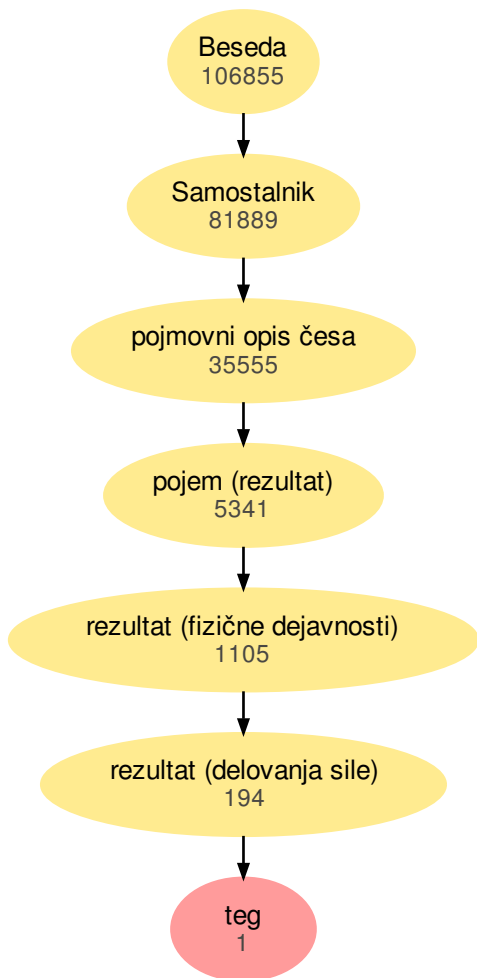 Beseda
106855
Samostalnik
81889
pojmovni opis česa
35555
pojem (rezultat)
5341
rezultat (fizične dejavnosti)
1105
rezultat (delovanja sile)
194
teg
1